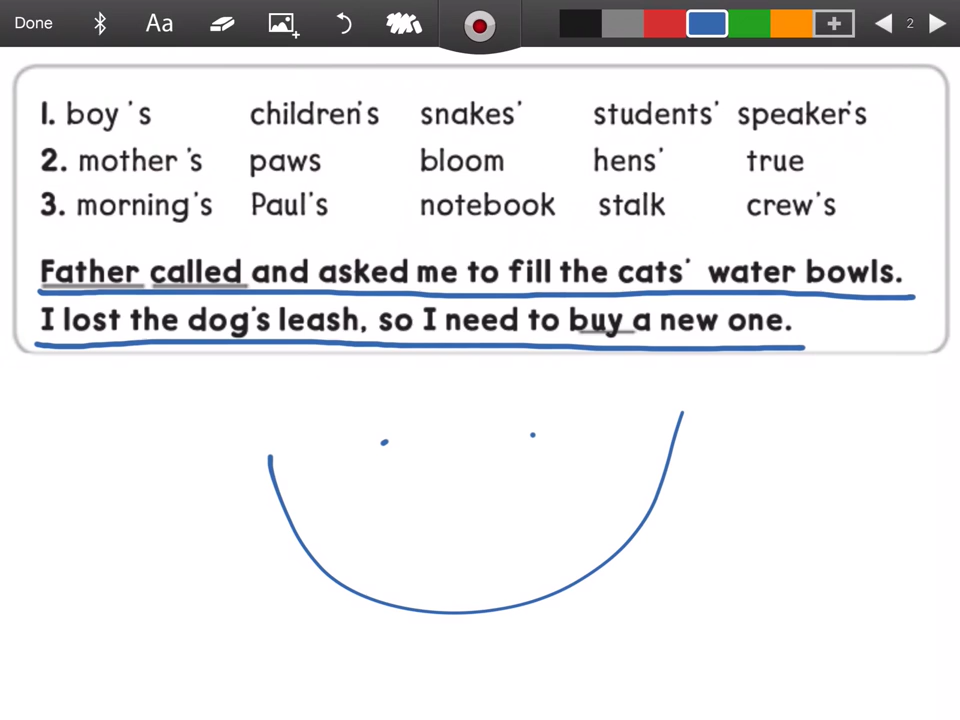 Done Aa 2
1. boy 's children's snakes' students' speaker's
2. mother 's paws bloom hens' true
3. morning's Paul's notebook stalk crew's
Father called and asked me to fill the cats' water bowls.
I lost the dog's leash, so I need to buy a new one.